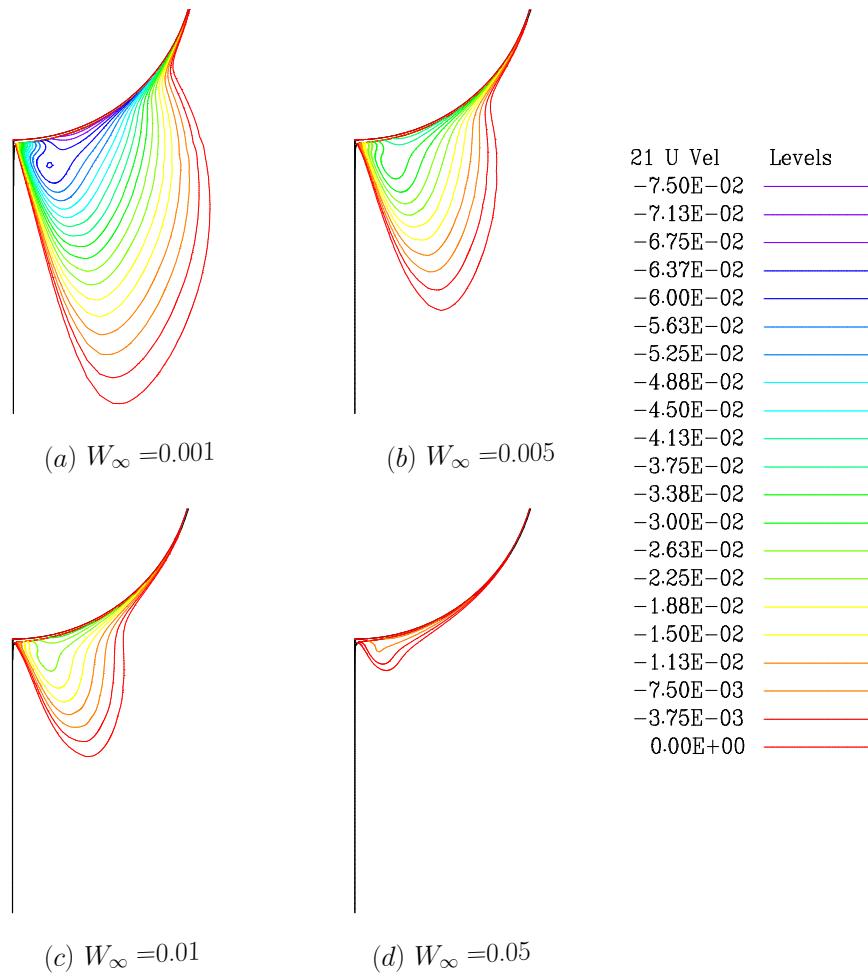 21 U Vel Levels
−7.50E−02
−7.13E−02
−6.75E−02
−6.37E−02
−6.00E−02
−5.63E−02
−5.25E−02
−4.88E−02
−4.50E−02
−4.13E−02
−3.75E−02
−3.38E−02
−3.00E−02
−2.63E−02
−2.25E−02
−1.88E−02
−1.50E−02
−1.13E−02
−7.50E−03
−3.75E−03
0.00E+00
(a) W∞ =0.001
(b) W∞ =0.005
(c) W∞ =0.01
(d) W∞ =0.05